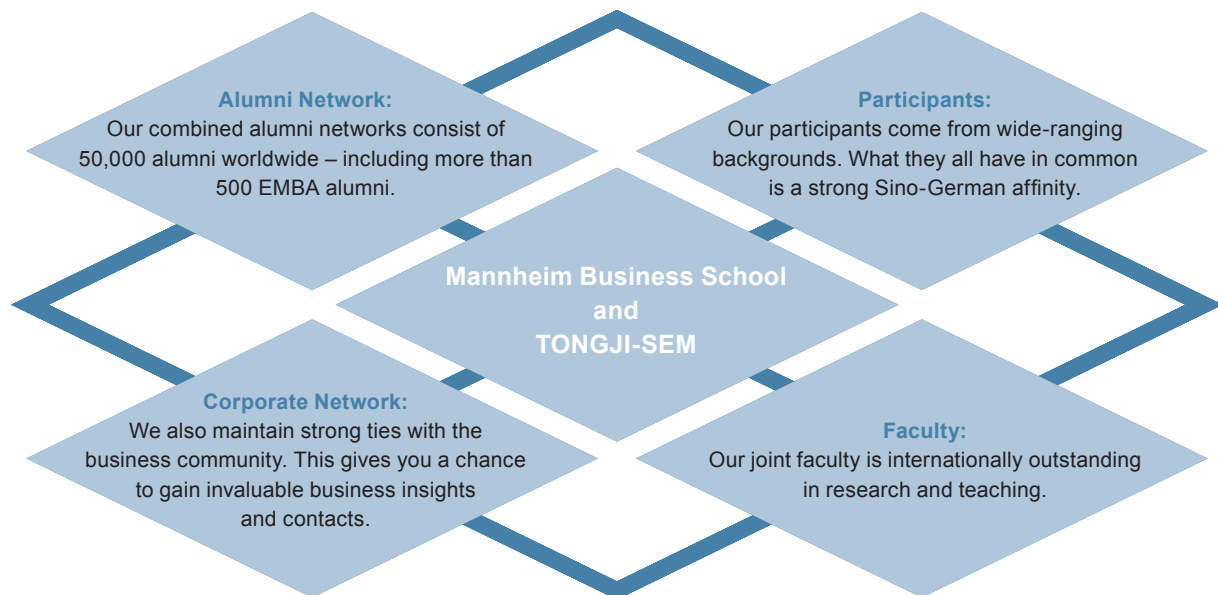 Alumni Network:
Our combined alumni networks consist of
50,000 alumni worldwide – including more than
500 EMBA alumni.
Participants:
Our participants come from wide-ranging
backgrounds. What they all have in common
is a strong Sino-German affinity.
Mannheim Business School
and
TONGJI-SEM
Corporate Network:
We also maintain strong ties with the
business community. This gives you a chance
to gain invaluable business insights
and contacts.
Faculty:
Our joint faculty is internationally outstanding
in research and teaching.